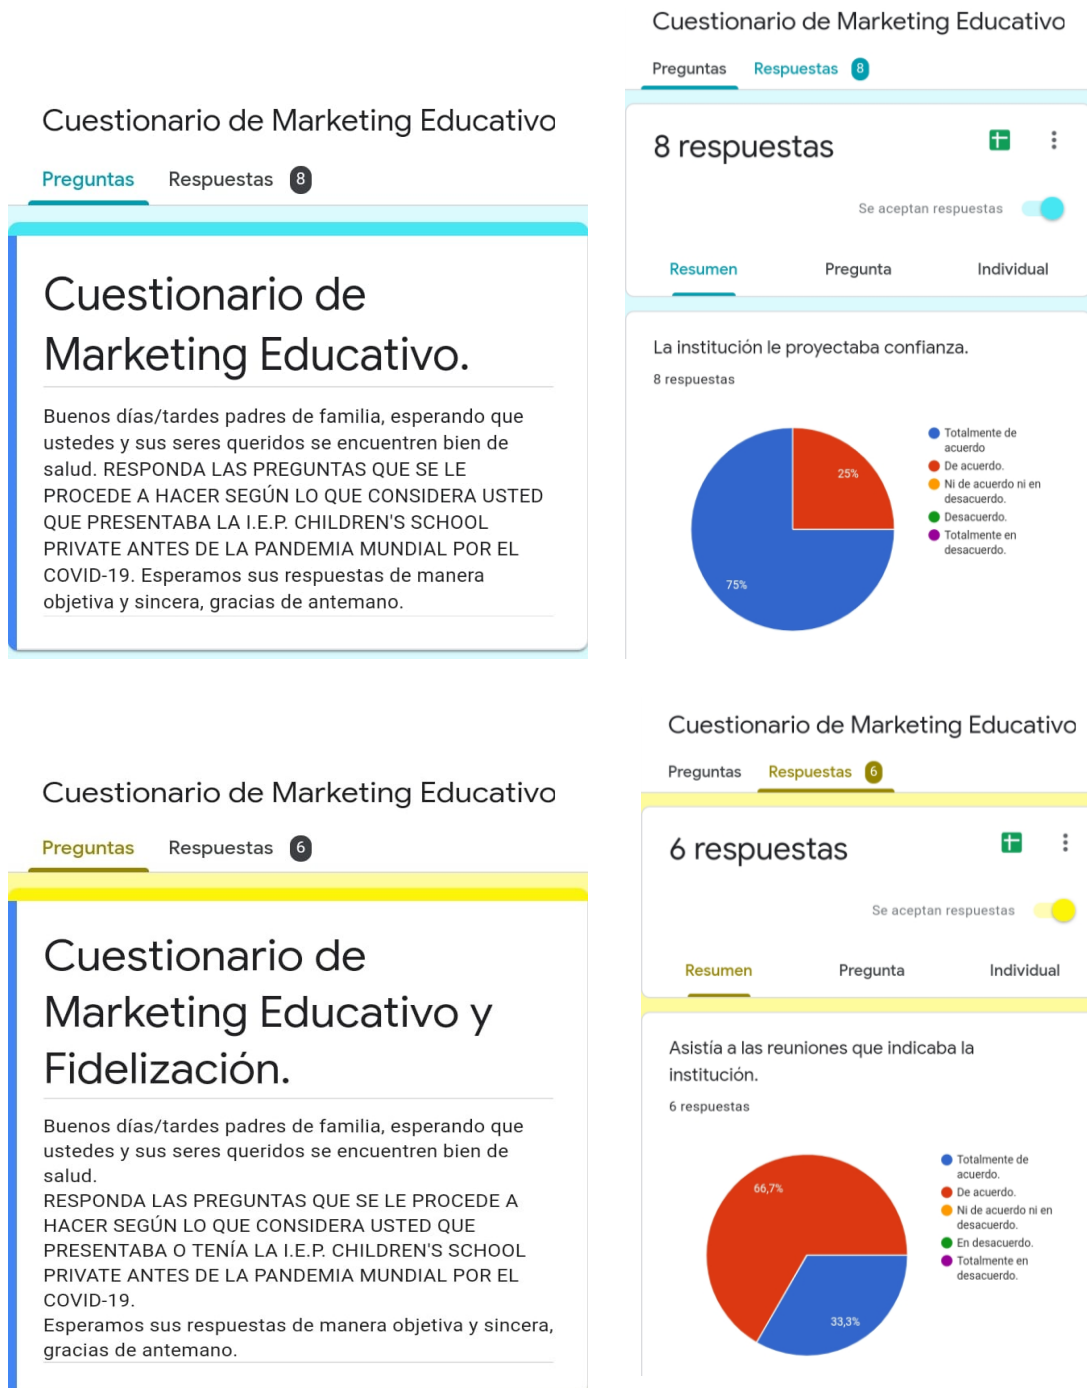 Cuestionario de Marketing Educativo
Preguntas Respuestas 8
Cuestionario de
Marketing Educativo.
Buenos días/tardes padres de familia, esperando que
ustedes y sus seres queridos se encuentren bien de
salud. RESPONDA LAS PREGUNTAS QUE SE LE
PROCEDE A HACER SEGÚN LO QUE CONSIDERA USTED
QUE PRESENTABA LA I.E.P. CHILDREN'S SCHOOL
PRIVATE ANTES DE LA PANDEMIA MUNDIAL POR EL
COVID-19. Esperamos sus respuestas de manera
objetiva y sincera, gracias de antemano.
Cuestionario de Marketing Educativo
Preguntas Respuestas 8
8 respuestas
Se aceptan respuestas
Resumen Pregunta Individual
La institución le proyectaba confianza.
8 respuestas
25%
75%
Totalmente de
acuerdo
De acuerdo.
Ni de acuerdo ni en
desacuerdo.
Desacuerdo.
Totalmente en
desacuerdo.
Cuestionario de Marketing Educativo
Preguntas Respuestas 6
Cuestionario de
Marketing Educativo y
Fidelización.
Buenos días/tardes padres de familia, esperando que
ustedes y sus seres queridos se encuentren bien de
salud.
RESPONDA LAS PREGUNTAS QUE SE LE PROCEDE A
HACER SEGÚN LO QUE CONSIDERA USTED QUE
PRESENTABA O TENÍA LA I.E.P. CHILDREN'S SCHOOL
PRIVATE ANTES DE LA PANDEMIA MUNDIAL POR EL
COVID-19.
Esperamos sus respuestas de manera objetiva y sincera,
gracias de antemano.
Cuestionario de Marketing Educativo
Preguntas Respuestas 6
6 respuestas
Se aceptan respuestas
Resumen Pregunta Individual
Asistía a las reuniones que indicaba la
institución.
6 respuestas
66,7%
33,3%
Totalmente de
acuerdo.
De acuerdo.
Ni de acuerdo ni en
desacuerdo.
En desacuerdo.
Totalmente en
desacuerdo.